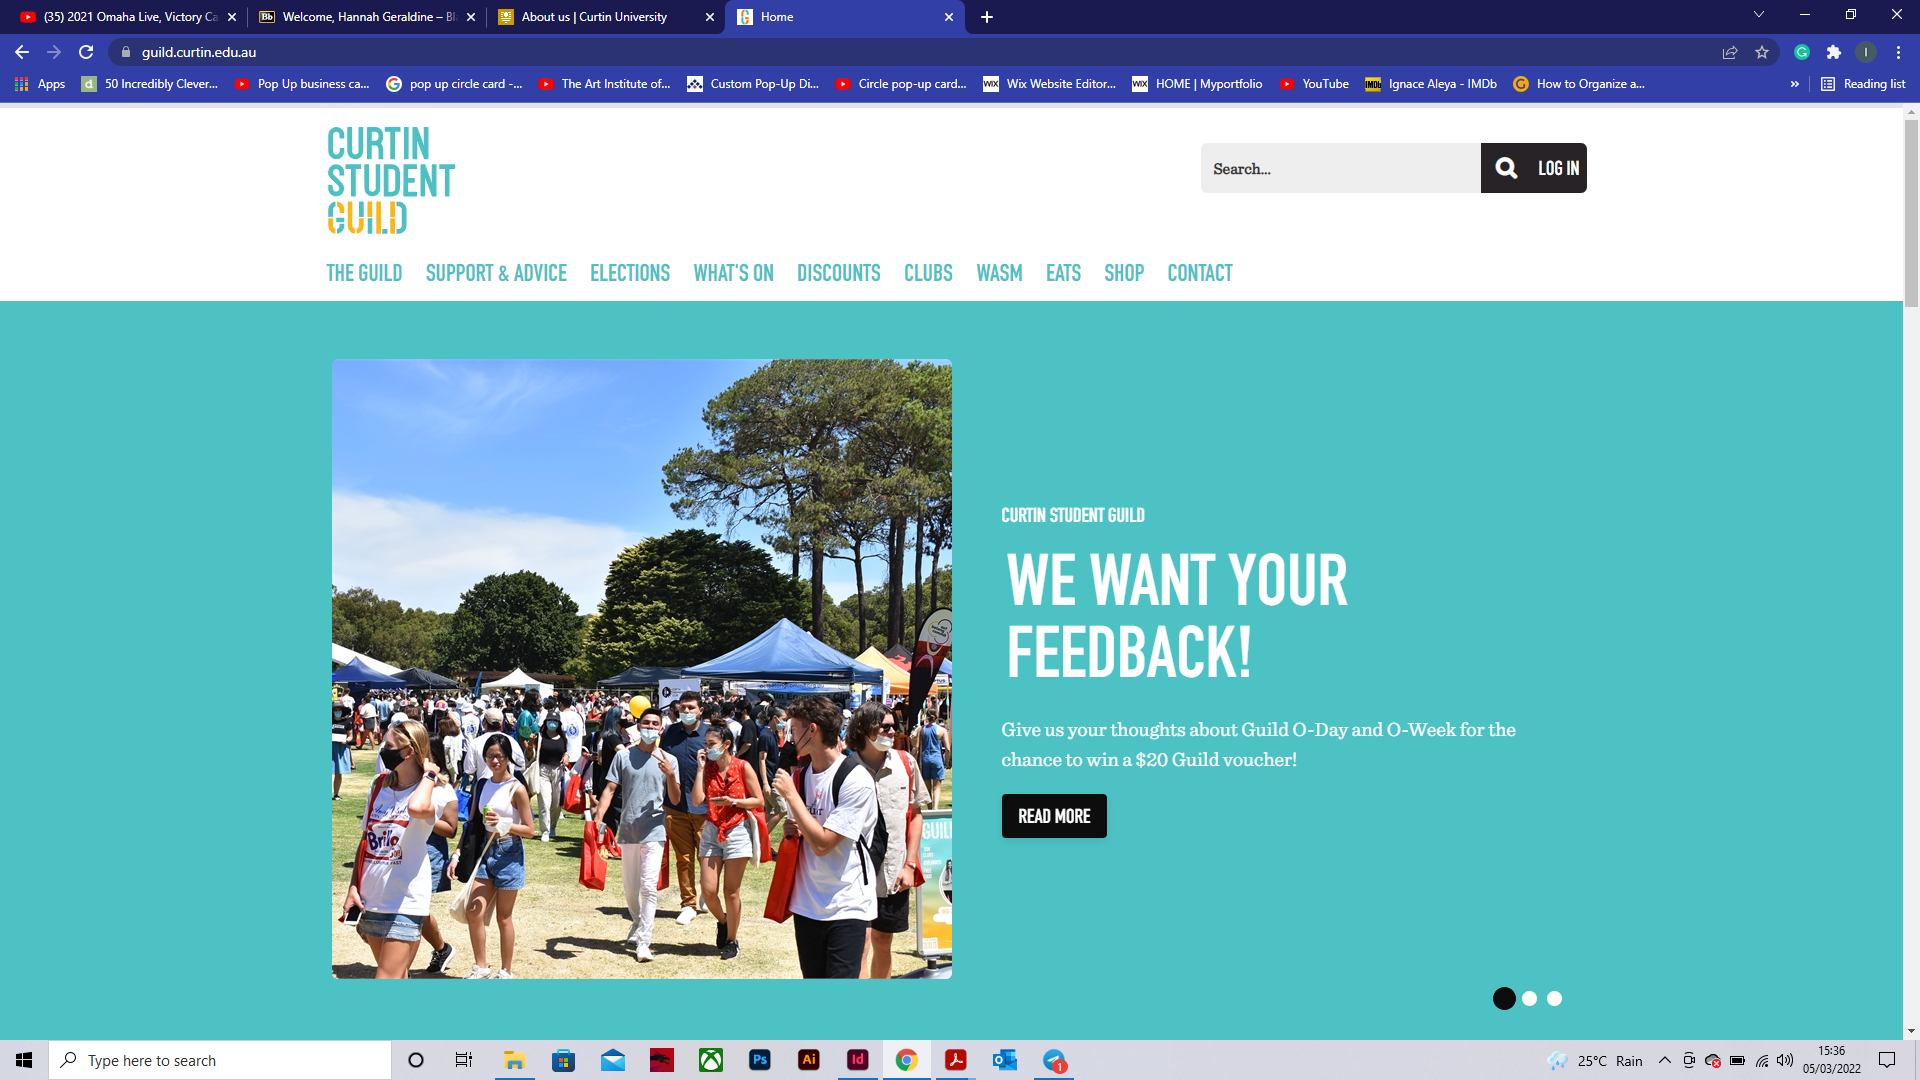 (35) 2021 Omaha Live, Victory Ca
Welcome, Hannah Geraldine – Bl
About us | Curtin University
Home
guild.curtin.edu.au
Apps
50 Incredibly Clever...
Pop Up business ca...
pop up circle card -...
The Art Institute of...
Custom Pop-Up Di...
Circle pop-up card...
Wix Website Editor...
HOME | Myportfolio
YouTube
Ignace Aleya - IMDb
How to Organize a...
»
Reading list
CURTIN
STUDENT
GUILD
Search...
LOG IN
THE GUILD
SUPPORT & ADVICE
ELECTIONS
WHAT'S ON
DISCOUNTS
CLUBS
WASM
EATS
SHOP
CONTACT
CURTIN STUDENT GUILD
WE WANT YOUR
FEEDBACK!
Give us your thoughts about Guild O-Day and O-Week for the
chance to win a $20 Guild voucher!
READ MORE
Type here to search
25°C Rain
15:36
05/03/2022